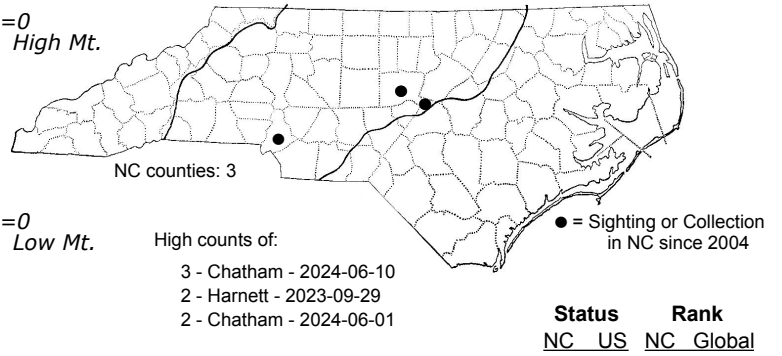 =0
High Mt.
NC counties: 3
=0
Low Mt.
High counts of:
3 - Chatham - 2024-06-10
2 - Harnett - 2023-09-29
2 - Chatham - 2024-06-01
● = Sighting or Collection
in NC since 2004
Status Rank
NC US NC Global